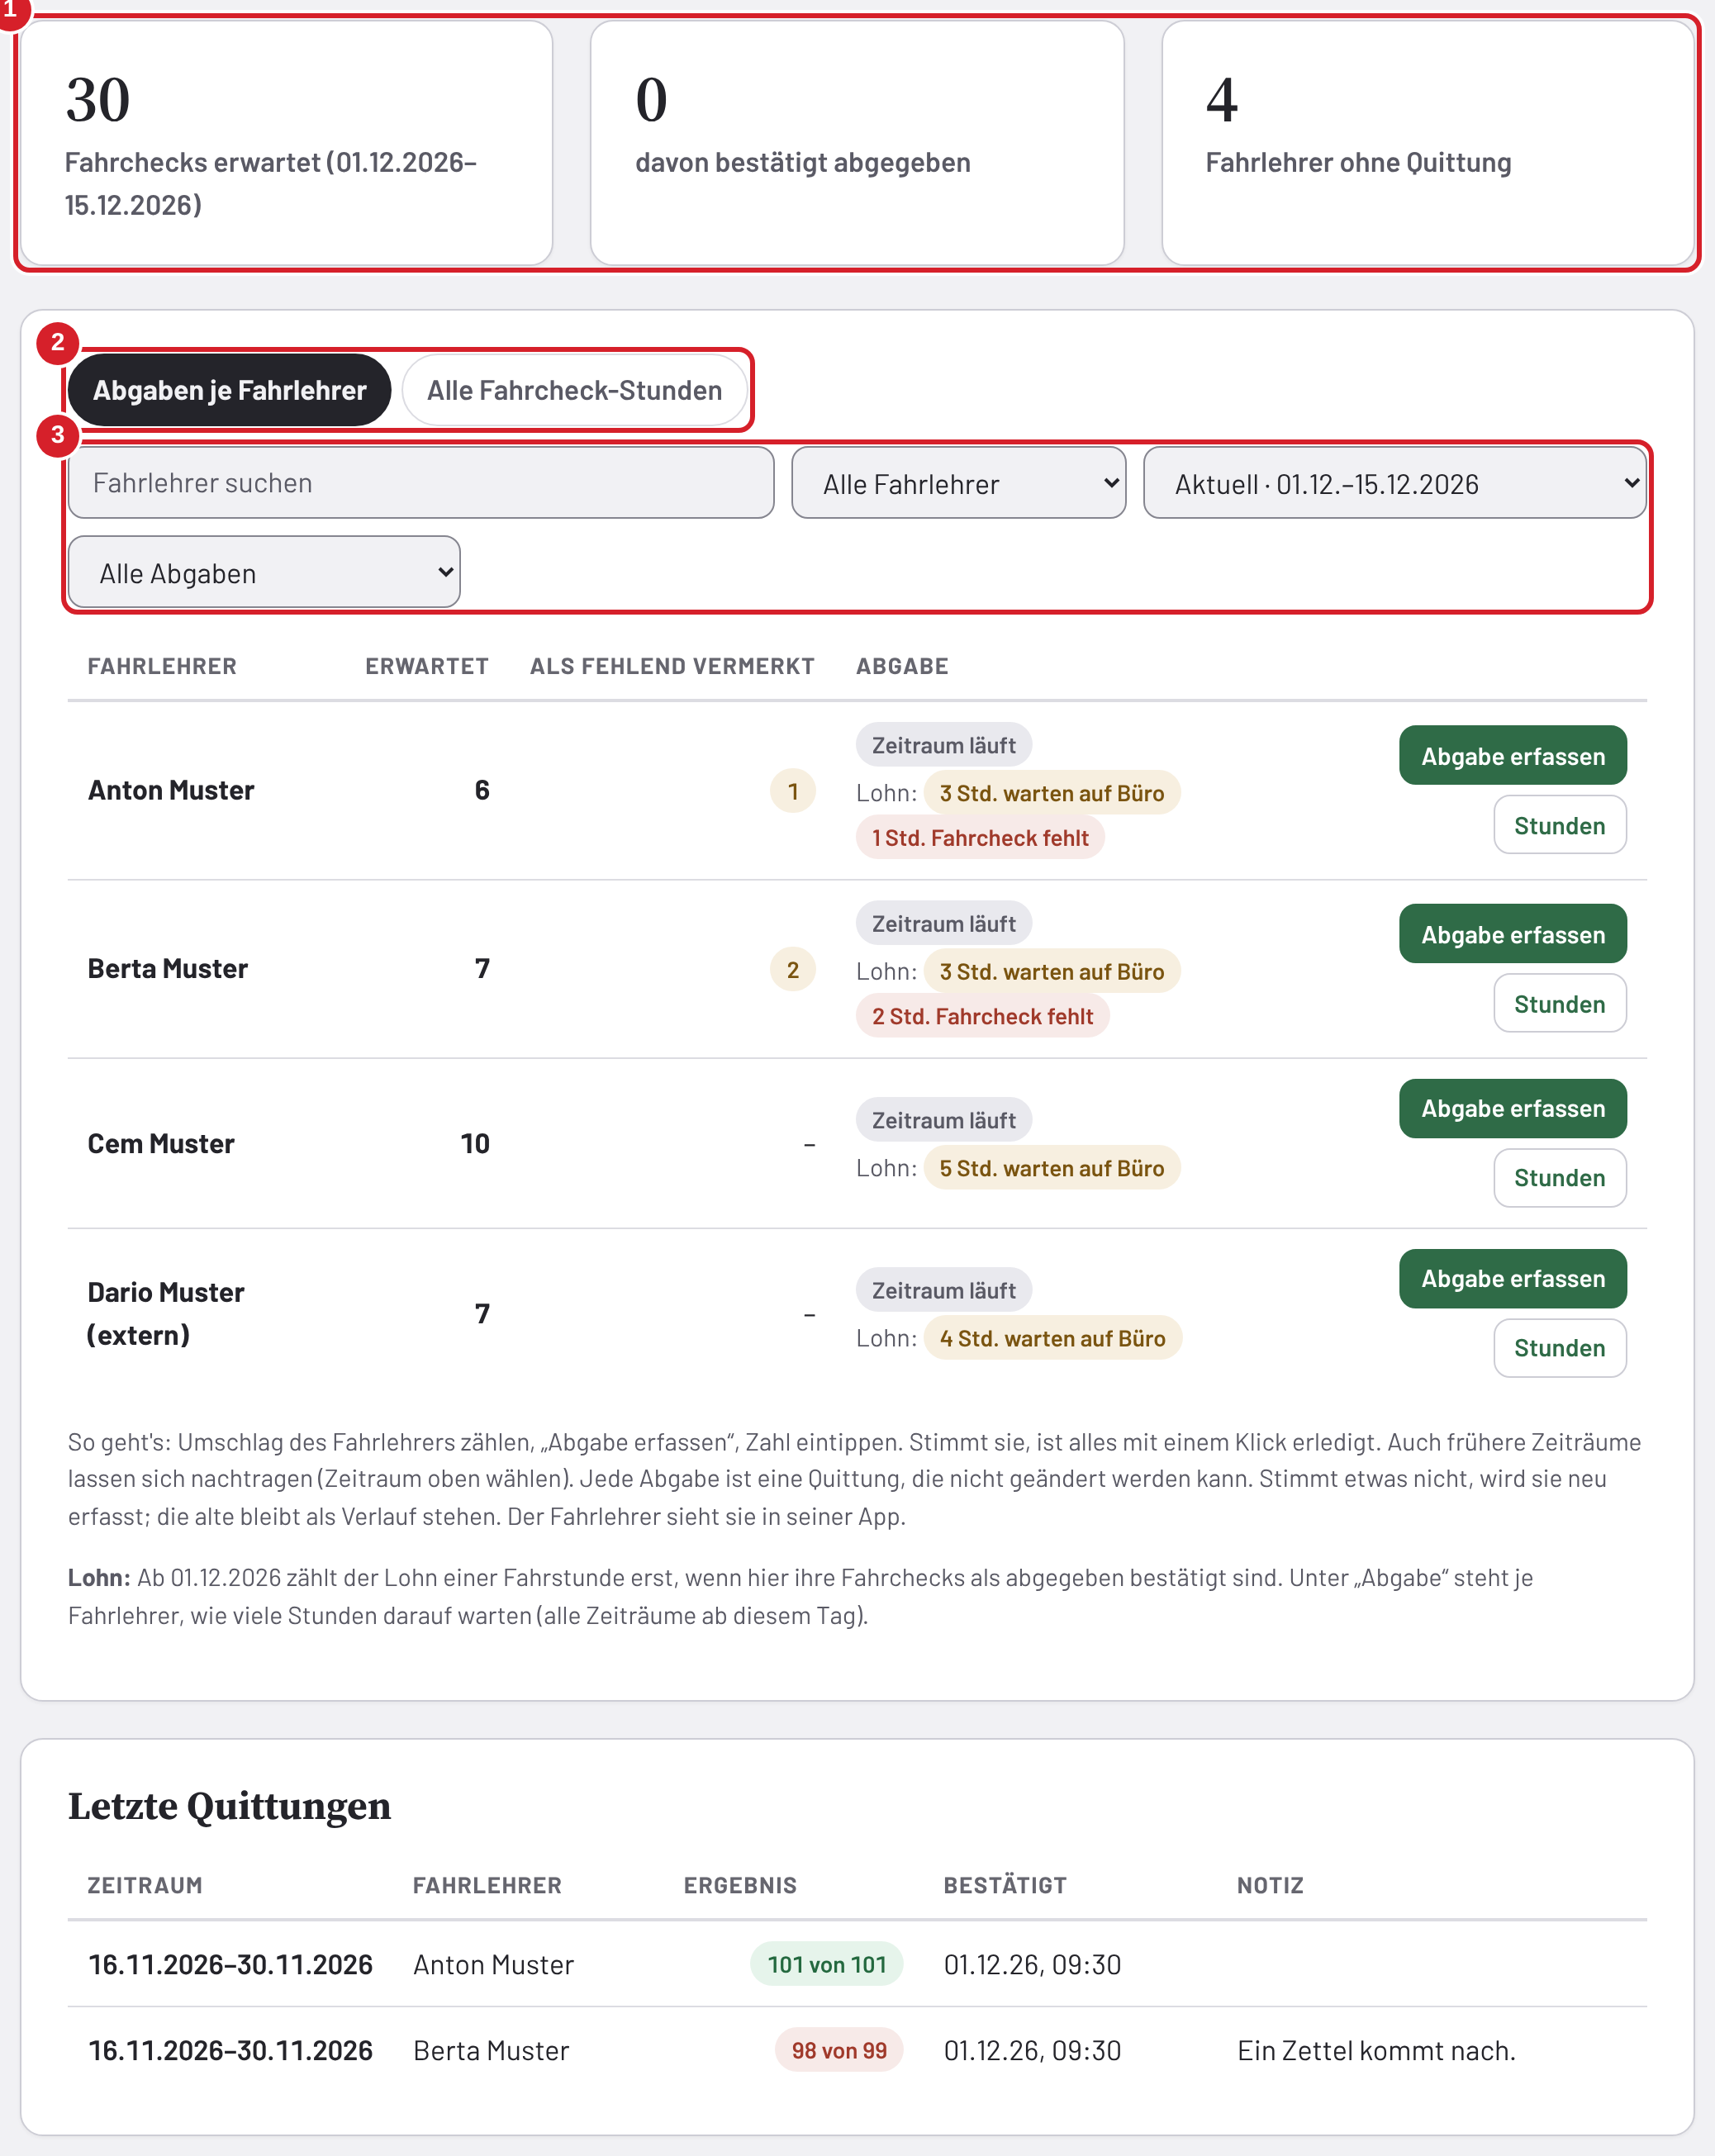 1
30
Fahrchecks erwartet (01.12.2026–
15.12.2026)
0
davon bestätigt abgegeben
4
Fahrlehrer ohne Quittung
2
Abgaben je Fahrlehrer
Alle Fahrcheck-Stunden
3
Fahrlehrer suchen
Alle Fahrlehrer
Aktuell · 01.12.–15.12.2026
Alle Abgaben
FAHRLEHRER ERWARTET ALS FEHLEND VERMERKT ABGABE
Anton Muster 6 1
Zeitraum läuft
Lohn: 3 Std. warten auf Büro
1 Std. Fahrcheck fehlt
Abgabe erfassen
Stunden
Berta Muster 7 2
Zeitraum läuft
Lohn: 3 Std. warten auf Büro
2 Std. Fahrcheck fehlt
Abgabe erfassen
Stunden
Cem Muster 10 –
Zeitraum läuft
Lohn: 5 Std. warten auf Büro
Abgabe erfassen
Stunden
Dario Muster
(extern)
7 –
Zeitraum läuft
Lohn: 4 Std. warten auf Büro
Abgabe erfassen
Stunden
So geht's: Umschlag des Fahrlehrers zählen, „Abgabe erfassen“, Zahl eintippen. Stimmt sie, ist alles mit einem Klick erledigt. Auch frühere Zeiträume
lassen sich nachtragen (Zeitraum oben wählen). Jede Abgabe ist eine Quittung, die nicht geändert werden kann. Stimmt etwas nicht, wird sie neu
erfasst; die alte bleibt als Verlauf stehen. Der Fahrlehrer sieht sie in seiner App.
Lohn: Ab 01.12.2026 zählt der Lohn einer Fahrstunde erst, wenn hier ihre Fahrchecks als abgegeben bestätigt sind. Unter „Abgabe“ steht je
Fahrlehrer, wie viele Stunden darauf warten (alle Zeiträume ab diesem Tag).
Letzte Quittungen
ZEITRAUM FAHRLEHRER ERGEBNIS BESTÄTIGT NOTIZ
16.11.2026–30.11.2026 Anton Muster 101 von 101 01.12.26, 09:30
16.11.2026–30.11.2026 Berta Muster 98 von 99 01.12.26, 09:30 Ein Zettel kommt nach.